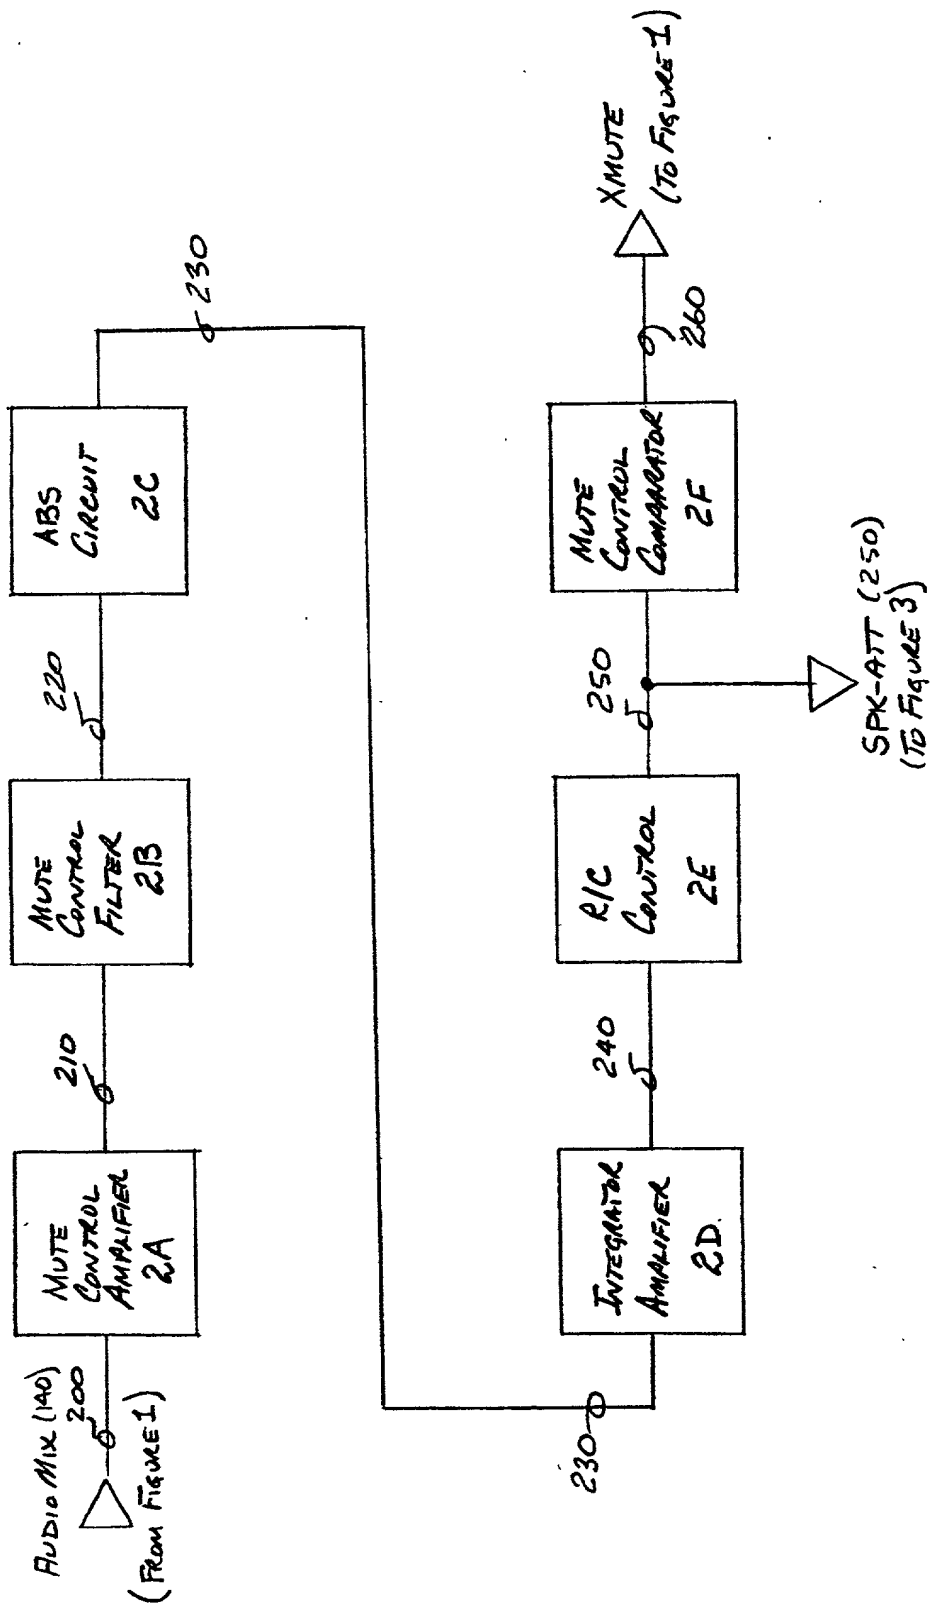 AUDIO MIX (140)
200
(FROM FIGURE 1)
MUTE
CONTROL
AMPLIFIER
2A
210
MUTE
CONTROL
FILTER
2B
220
ABS
CIRCUIT
2C
230
230
INTEGRATOR
AMPLIFIER
2D.
240
R/C
CONTROL
2E
250
SPK-ATT (250)
(TO FIGURE 3)
MUTE
CONTROL
COMPARATOR
2F
260
XMUTE
(TO FIGURE 1)